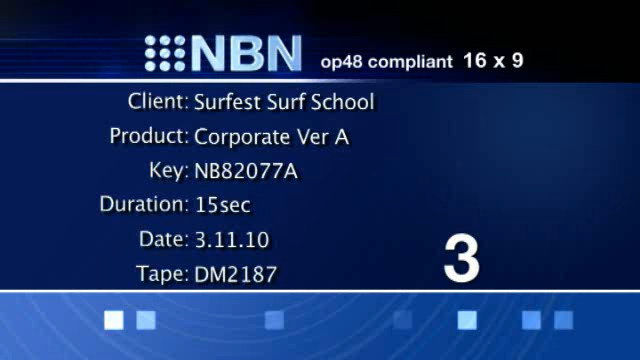 NBN op48 compliant 16 x 9
Client: Surfest Surf School
Product: Corporate Ver A
Key: NB82077A
Duration: 15sec
Date: 3.11.10
Tape: DM2187
3